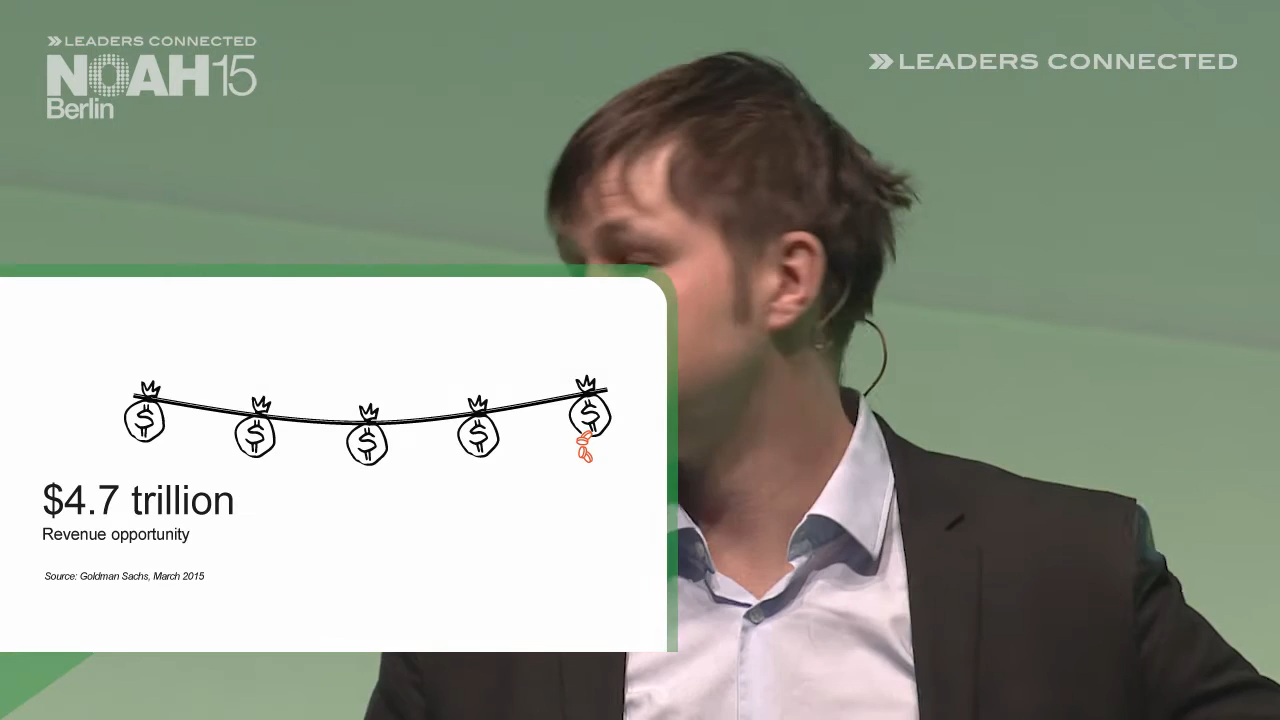 LEADERS CONNECTED
NOAH15
Berlin
LEADERS CONNECTED
$ $ $ $ $
$4.7 trillion
Revenue opportunity
Source: Goldman Sachs, March 2015